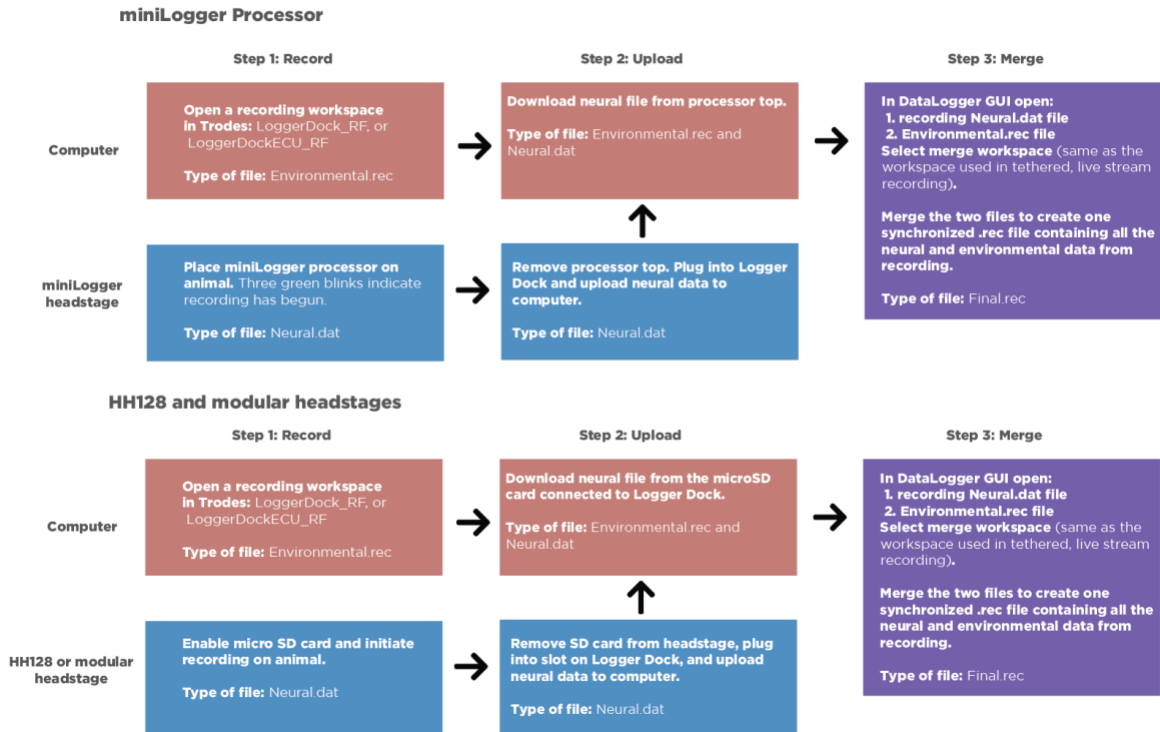 miniLogger Processor
Step 1: Record
Step 2: Upload
Step 3: Merge
Computer
Open a recording workspace
in Trodes: LoggerDock_RF, or
LoggerDockECU_RF
Type of file: Environmental.rec
Download neural file from processor top.
Type of file: Environmental.rec and
Neural.dat
In DataLogger GUI open:
1. recording Neural.dat file
2. Environmental.rec file
Select merge workspace (same as the
workspace used in tethered, live stream
recording).
Merge the two files to create one
synchronized .rec file containing all the
neural and environmental data from
recording.
Type of file: Final.rec
miniLogger
headstage
Place miniLogger processor on
animal. Three green blinks indicate
recording has begun.
Type of file: Neural.dat
Remove processor top. Plug into Logger
Dock and upload neural data to
computer.
Type of file: Neural.dat
HH128 and modular headstages
Step 1: Record
Step 2: Upload
Step 3: Merge
Computer
Open a recording workspace
in Trodes: LoggerDock_RF, or
LoggerDockECU_RF
Type of file: Environmental.rec
Download neural file from the microSD
card connected to Logger Dock.
Type of file: Environmental.rec and
Neural.dat
In DataLogger GUI open:
1. recording Neural.dat file
2. Environmental.rec file
Select merge workspace (same as the
workspace used in tethered, live stream
recording).
Merge the two files to create one
synchronized .rec file containing all the
neural and environmental data from
recording.
Type of file: Final.rec
HH128 or modular
headstage
Enable micro SD card and initiate
recording on animal.
Type of file: Neural.dat
Remove SD card from headstage, plug
into slot on Logger Dock, and upload
neural data to computer.
Type of file: Neural.dat